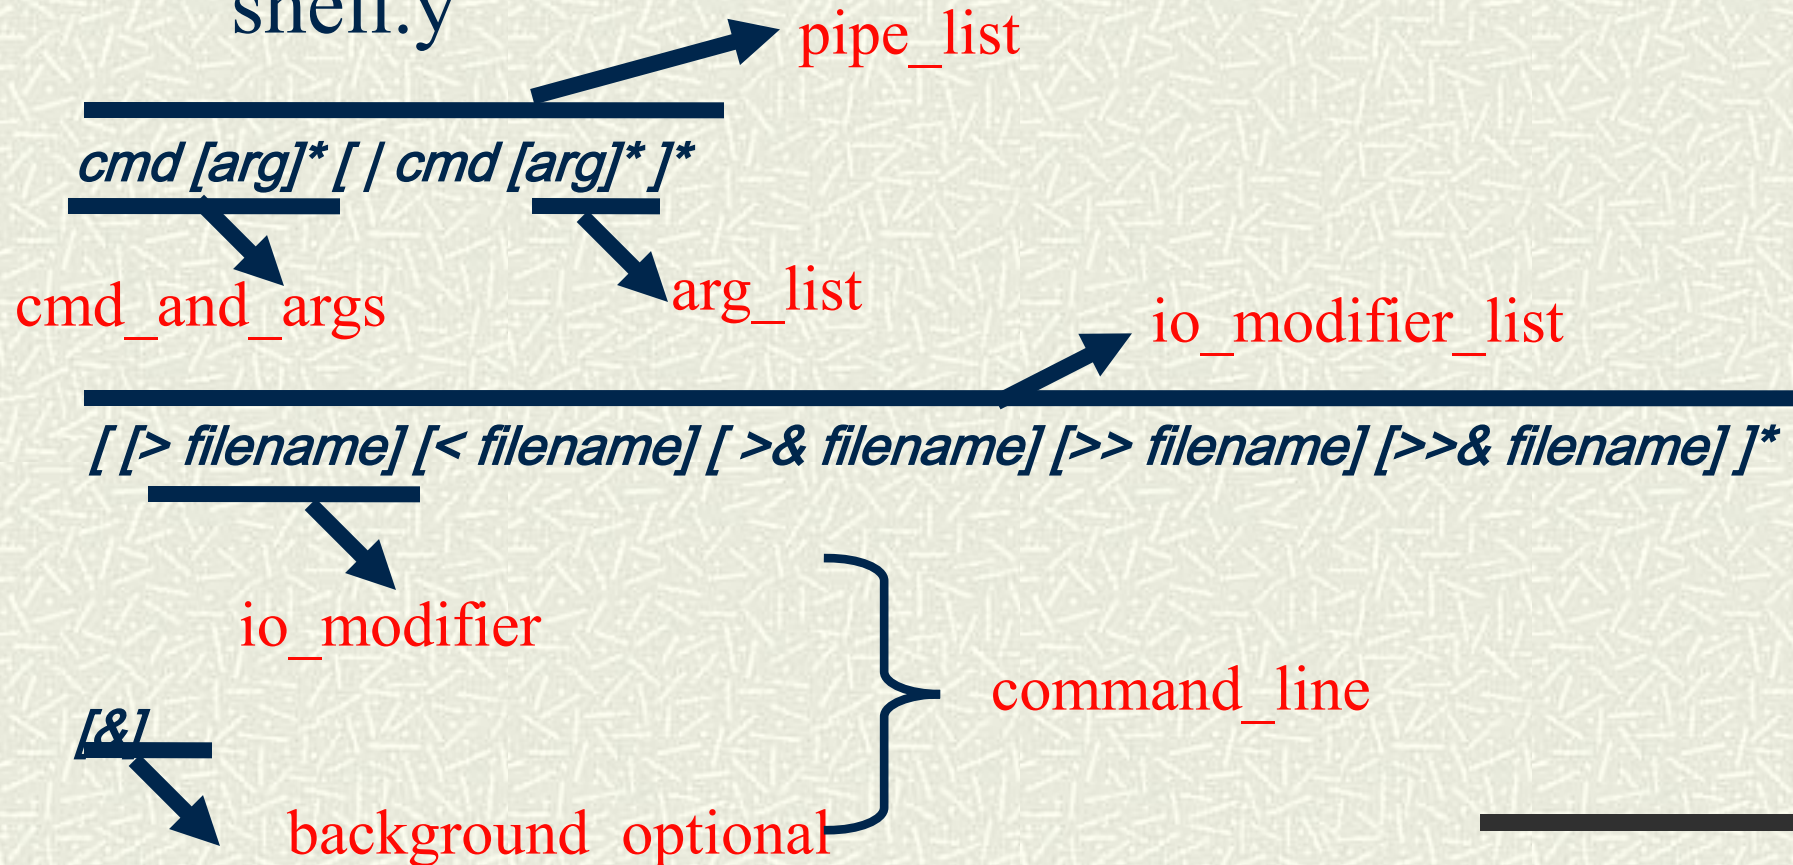 shell.y
pipe_list
cmd [arg]* [ | cmd [arg]* ]*
cmd_and_args
arg_list
io_modifier_list
[ [> filename] [< filename] [ >& filename] [>> filename] [>>& filename] ]*
io_modifier
command_line
[&]
background optional